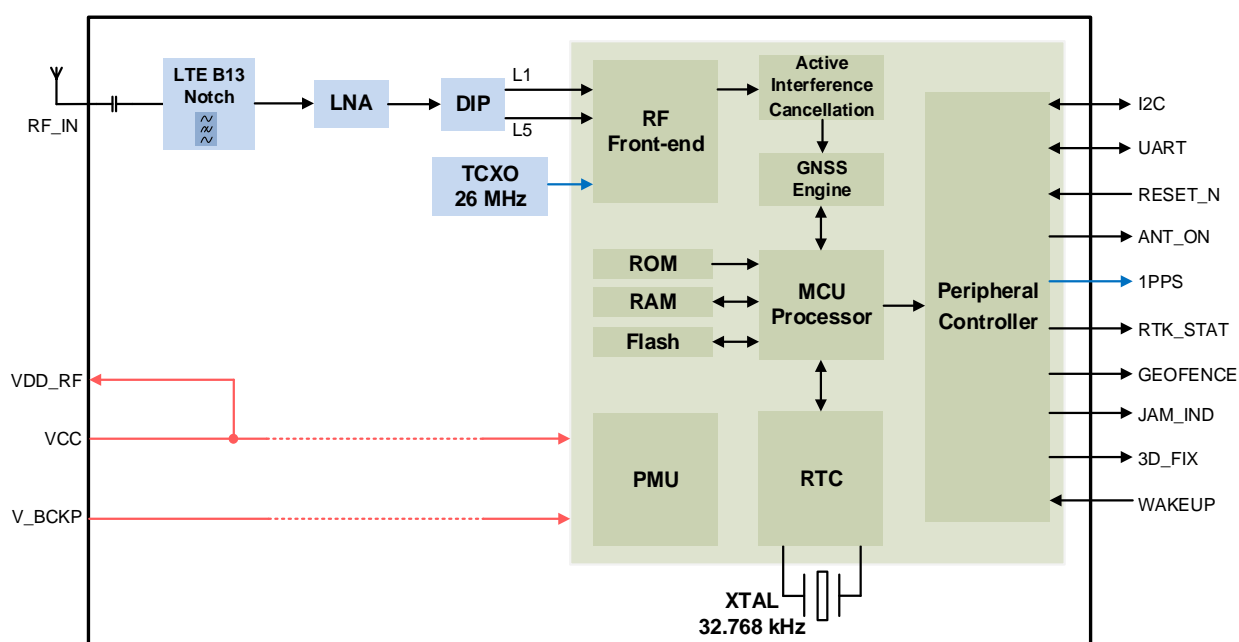 RF_IN
LTE B13
Notch
LNA
DIP
L1
L5
TCXO
26 MHz
RF
Front-end
Active
Interference
Cancellation
GNSS
Engine
ROM
RAM
Flash
MCU
Processor
PMU
RTC
XTAL
32.768 kHz
Peripheral
Controller
VDD_RF
VCC
V_BCKP
I2C
UART
RESET_N
ANT_ON
1PPS
RTK_STAT
GEOFENCE
JAM_IND
3D_FIX
WAKEUP